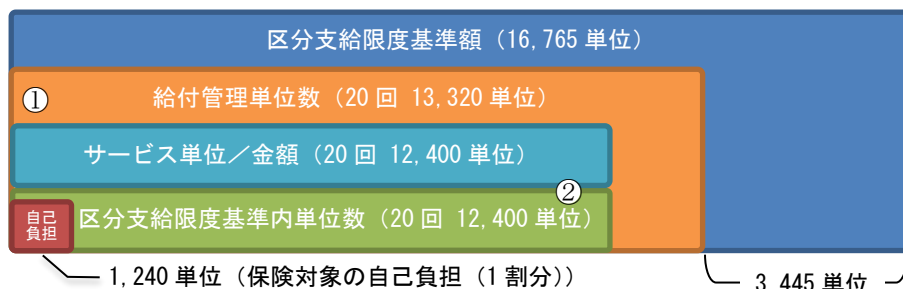 区分支給限度基準額（16,765 単位）
① 給付管理単位数（20 回 13,320 単位）
サービス単位／金額（20 回 12,400 単位）
②
自己
負担
区分支給限度基準内単位数（20 回 12,400 単位）
1,240 単位（保険対象の自己負担（1 割分））
3,445 単位